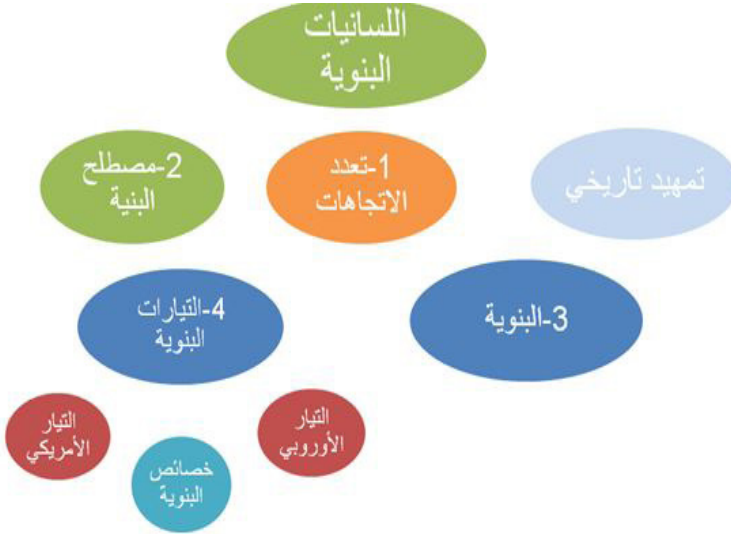 اللسانيات
البنوية
تمهيد تاريخي
1-تعدد
الاتجاهات
2-مصطلح
البنية
3-البنوية
4-التيارات
البنوية
التيار
الأوروبي
التيار
الأمريكي
خصائص
البنوية